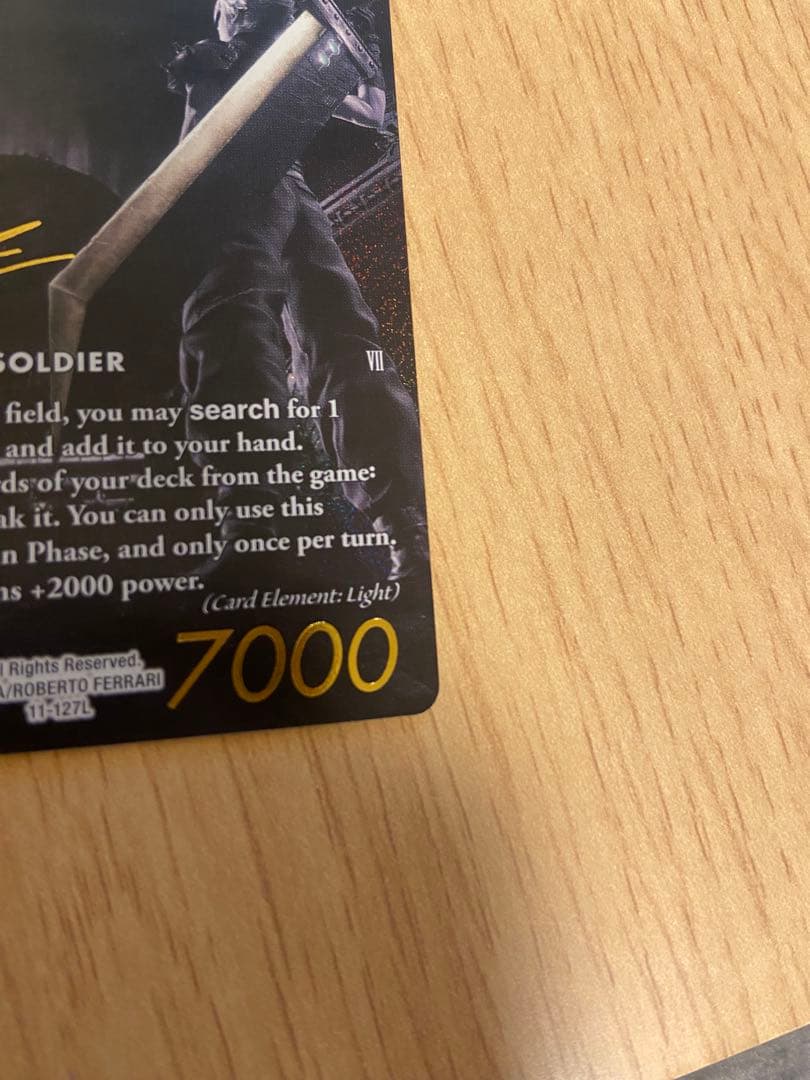 SOLDIER VII
field, you may search for 1
and add it to your hand.
ds of your deck from the game:
ak it. You can only use this
n Phase, and only once per turn.
ns +2000 power.
(Card Element: Light)
l Rights Reserved.
A/ROBERTO FERRARI
11-127L
7000